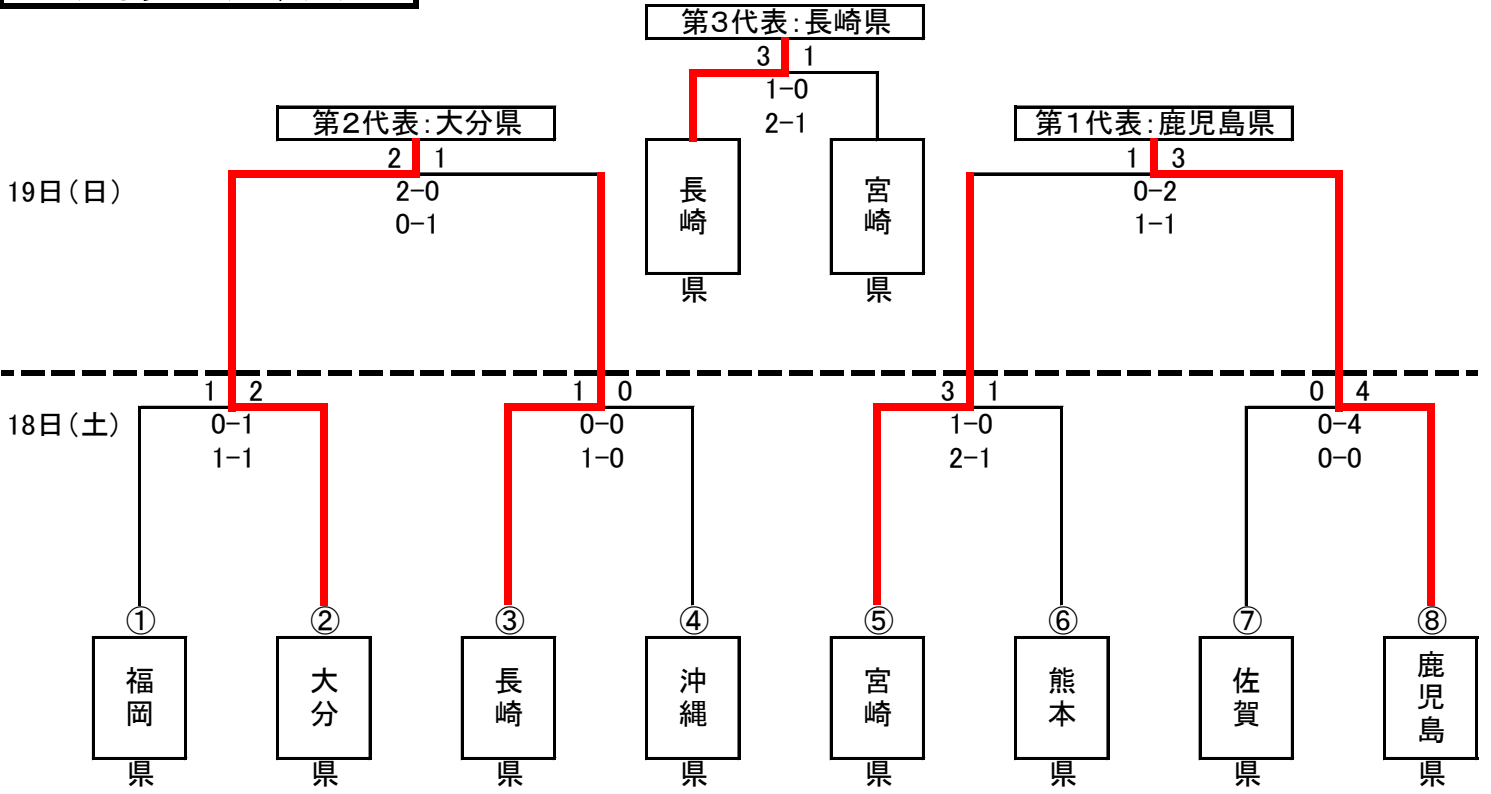 第3代表:長崎県
3 1
1-0
2-1
長崎県
宮崎県
第2代表:大分県
2 1
2-0
0-1
第1代表:鹿児島県
1 3
0-2
1-1
19日(日)
18日(土)
1 2
0-1
1-1
1 0
0-0
1-0
3 1
1-0
2-1
0 4
0-4
0-0
① ② ③ ④ ⑤ ⑥ ⑦ ⑧
福岡県
大分県
長崎県
沖縄県
宮崎県
熊本県
佐賀県
鹿児島県